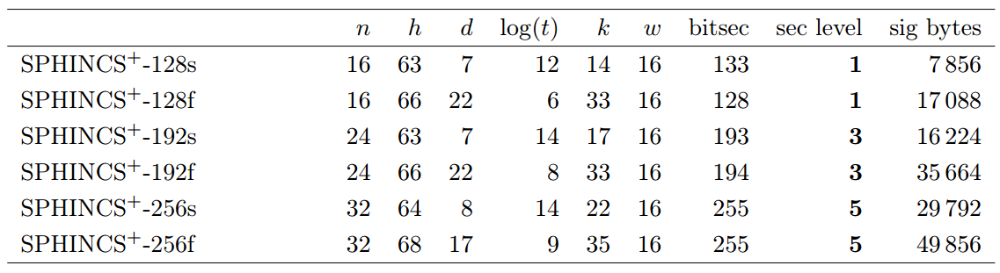 n h d log(t) k w bitsec sec level sig bytes
SPHINCS⁺-128s 16 63 7 12 14 16 133 1 7 856
SPHINCS⁺-128f 16 66 22 6 33 16 128 1 17 088
SPHINCS⁺-192s 24 63 7 14 17 16 193 3 16 224
SPHINCS⁺-192f 24 66 22 8 33 16 194 3 35 664
SPHINCS⁺-256s 32 64 8 14 22 16 255 5 29 792
SPHINCS⁺-256f 32 68 17 9 35 16 255 5 49 856